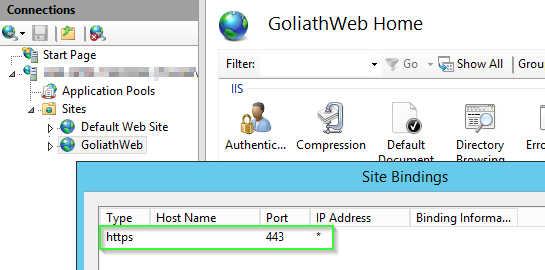 Connections
GoliathWeb Home
Start Page
Filter:
Go
Show All
Grou
Application Pools
Sites
Default Web Site
GoliathWeb
IIS
Authentic...
Compression
Default
Document
Directory
Browsing
Erro
Site Bindings
Type Host Name Port IP Address Binding Informa...
https 443 *